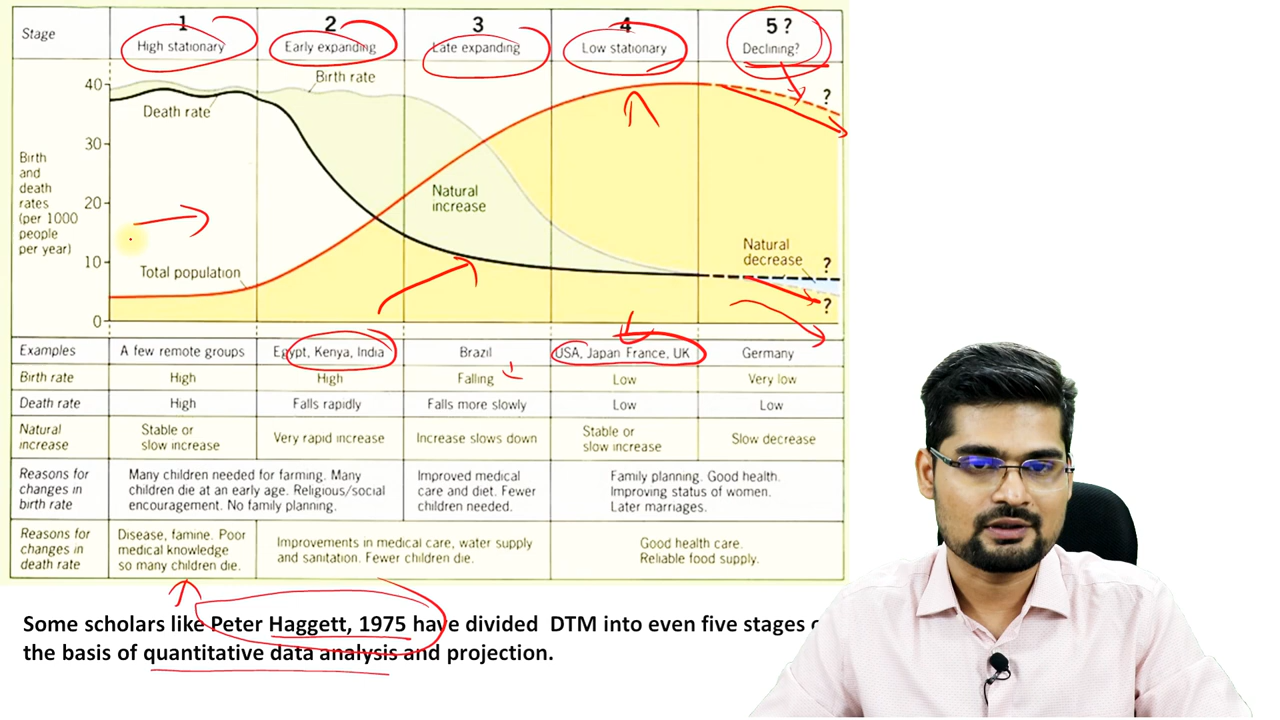 Stage
1
High stationary
2
Early expanding
3
Late expanding
4
Low stationary
5 ?
Declining?
Birth rate
Death rate
40
30
20
10
0
Birth
and
death
rates
(per 1000
people
per year)
Natural
increase
Total population
Natural
decrease
?
?
?
Examples
A few remote groups
Egypt, Kenya, India
Brazil
USA, Japan France, UK
Germany
Birth rate
High
High
Falling
Low
Very low
Death rate
High
Falls rapidly
Falls more slowly
Low
Low
Natural
increase
Stable or
slow increase
Very rapid increase
Increase slows down
Stable or
slow increase
Slow decrease
Reasons for
changes in
birth rate
Many children needed for farming. Many
children die at an early age. Religious/social
encouragement. No family planning.
Improved medical
care and diet. Fewer
children needed.
Family planning. Good health.
Improving status of women.
Later marriages.
Reasons for
changes in
death rate
Disease, famine. Poor
medical knowledge
so many children die.
Improvements in medical care, water supply
and sanitation. Fewer children die.
Good health care.
Reliable food supply.
Some scholars like Peter Haggett, 1975 have divided DTM into even five stages
the basis of quantitative data analysis and projection.